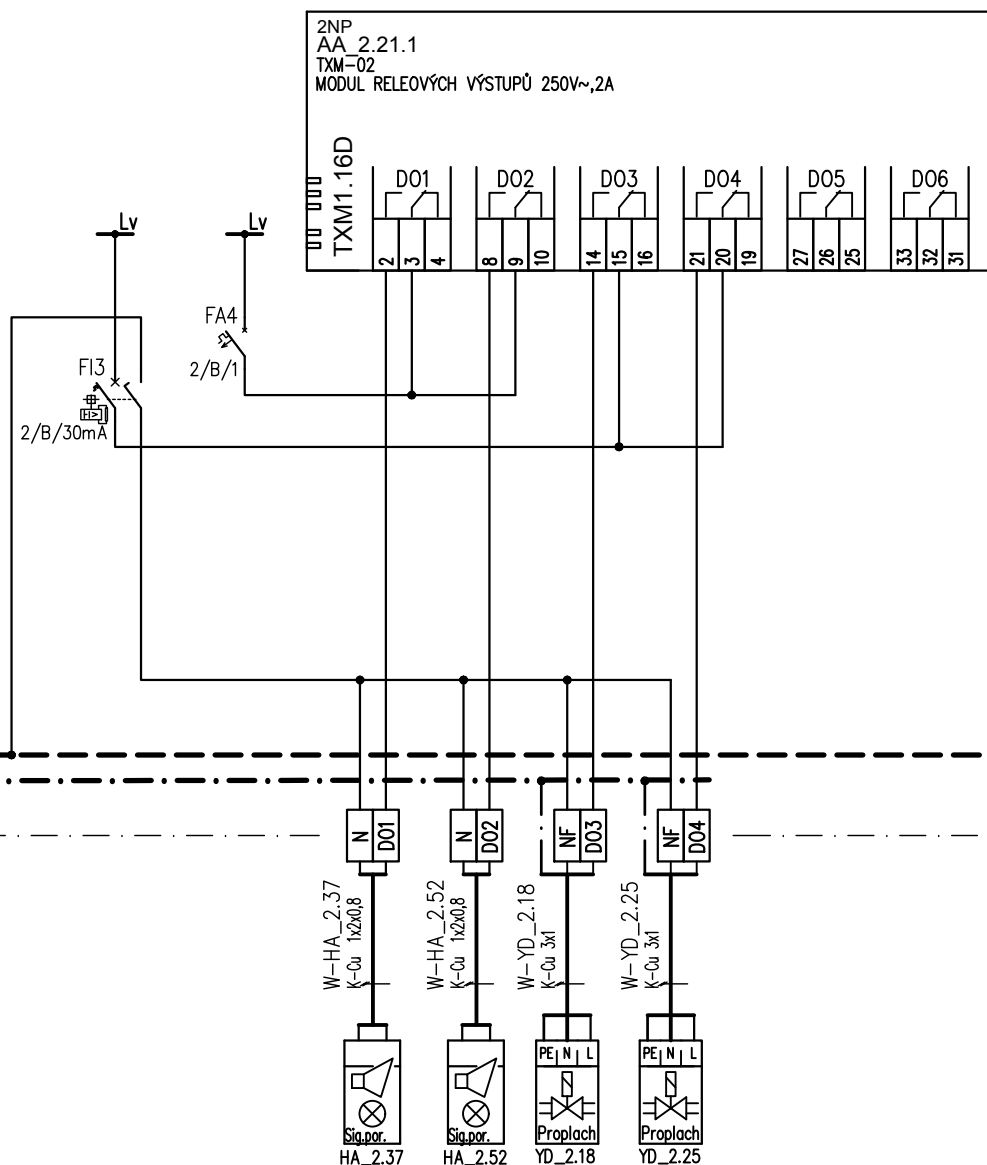 2NP
AA_2.21.1
TXM-02
MODUL RELEOVÝCH VÝSTUPŮ 250V~,2A
TXM1.16D
DO1 DO2 DO3 DO4 DO5 DO6
2 3 4 8 9 10 14 15 16 21 20 19 27 26 25 33 32 31
Lv Lv
FA4
2/B/1
FI3
2/B/30mA
N DO1 N DO2 NF DO3 NF DO4
W-HA_2.37
K-Cu 1x2x0,8
W-HA_2.52
K-Cu 1x2x0,8
W-YD_2.18
K-Cu 3x1
W-YD_2.25
K-Cu 3x1
PE N L PE N L
Sig.por. Sig.por. Proplach Proplach
HA_2.37 HA_2.52 YD_2.18 YD_2.25